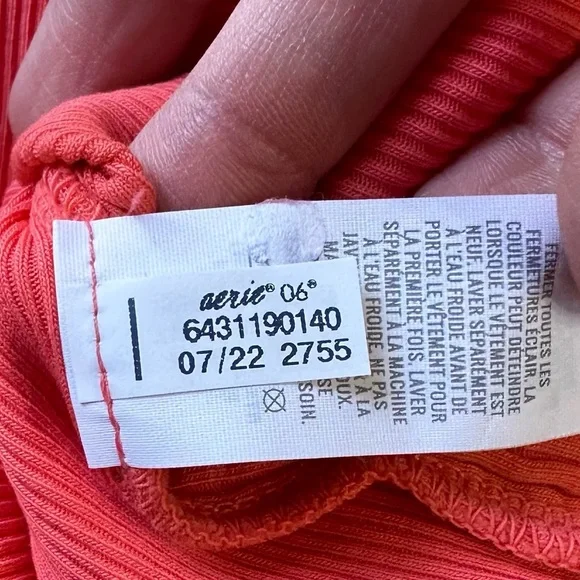 aerie® 06®
6431190140
07/22 2755
FERMER TOUTES LES
FERMETURES ÉCLAIR. LA
COULEUR PEUT DÉTEINDRE
LORSQUE LE VÊTEMENT EST
NEUF. LAVER SÉPARÉMENT
À L'EAU FROIDE AVANT DE
PORTER LE VÊTEMENT POUR
LA PREMIÈRE FOIS. LAVER
SÉPARÉMENT À LA MACHINE
À L'EAU FROIDE. NE PAS
À LA
SOIN.